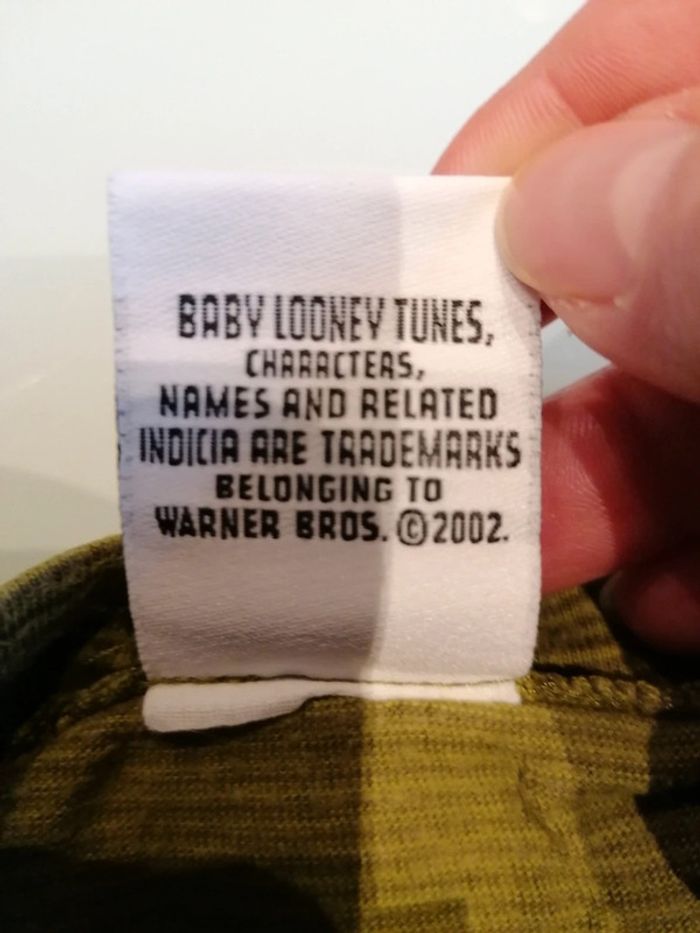 BABY LOONEY TUNES,
CHARACTERS,
NAMES AND RELATED
INDICIA ARE TRADEMARKS
BELONGING TO
WARNER BROS. ©2002.